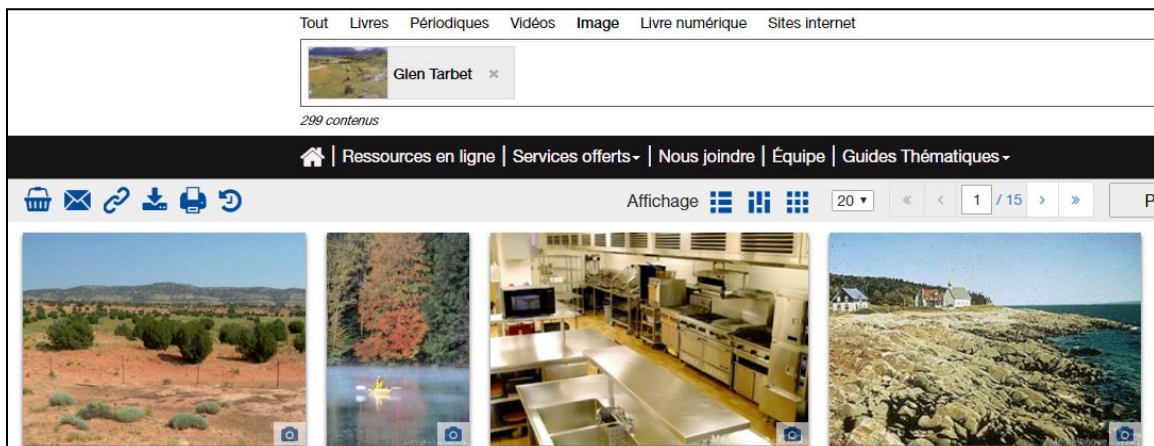 Tout Livres Périodiques Vidéos Image Livre numérique Sites internet
Glen Tarbet ×
299 contenus
Ressources en ligne | Services offerts | Nous joindre | Équipe | Guides Thématiques
Affichage 20 « ‹ 1 / 15 › » P